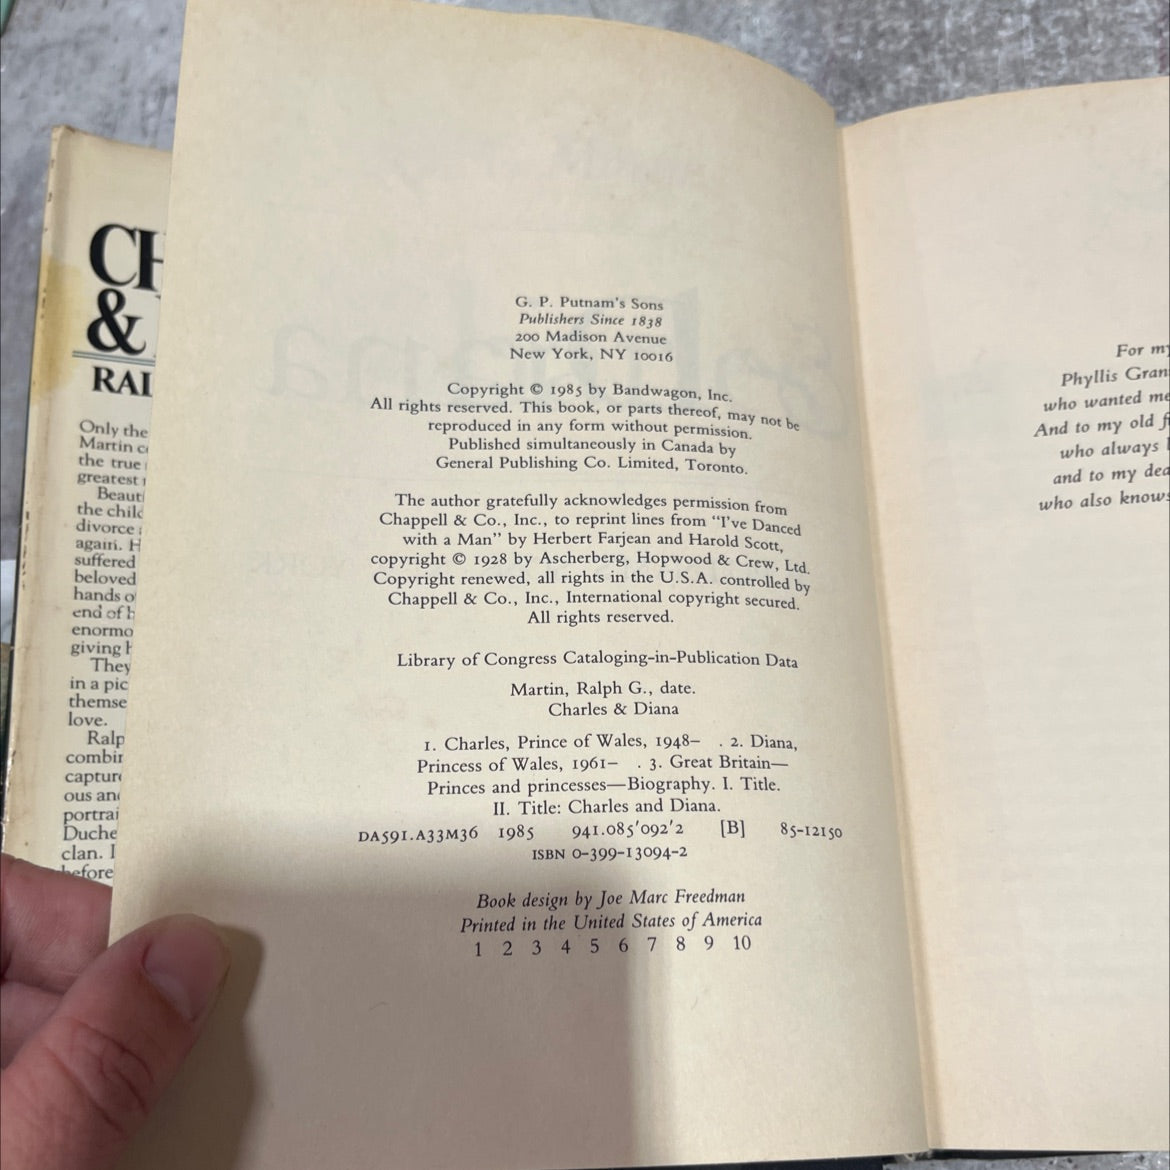 CH
&
RAL
Only the
Martin
the true
greatest
Beaut
the child
divorce
again. H
suffered
beloved
hands o
end of h
enormo
giving h
They
in a pic
themse
love.
Ralp
combin
captur
ous an
portrai
Duche
clan. I
before
G. P. Putnam's Sons
Publishers Since 1838
200 Madison Avenue
New York, NY 10016
Copyright © 1985 by Bandwagon, Inc.
All rights reserved. This book, or parts thereof, may not be
reproduced in any form without permission.
Published simultaneously in Canada by
General Publishing Co. Limited, Toronto.
The author gratefully acknowledges permission from
Chappell & Co., Inc., to reprint lines from "I've Danced
with a Man" by Herbert Farjean and Harold Scott,
copyright © 1928 by Ascherberg, Hopwood & Crew, Ltd.
Copyright renewed, all rights in the U.S.A. controlled by
Chappell & Co., Inc., International copyright secured.
All rights reserved.
Library of Congress Cataloging-in-Publication Data
Martin, Ralph G., date.
Charles & Diana
1. Charles, Prince of Wales, 1948– . 2. Diana,
Princess of Wales, 1961– . 3. Great Britain—
Princes and princesses—Biography. I. Title.
II. Title: Charles and Diana.
DA591.A33M36 1985 941.085'092'2 [B] 85-12150
ISBN 0-399-13094-2
Book design by Joe Marc Freedman
Printed in the United States of America
1 2 3 4 5 6 7 8 9 10
For my
Phyllis Gran
who wanted me
And to my old f
who always
and to my dea
who also knows